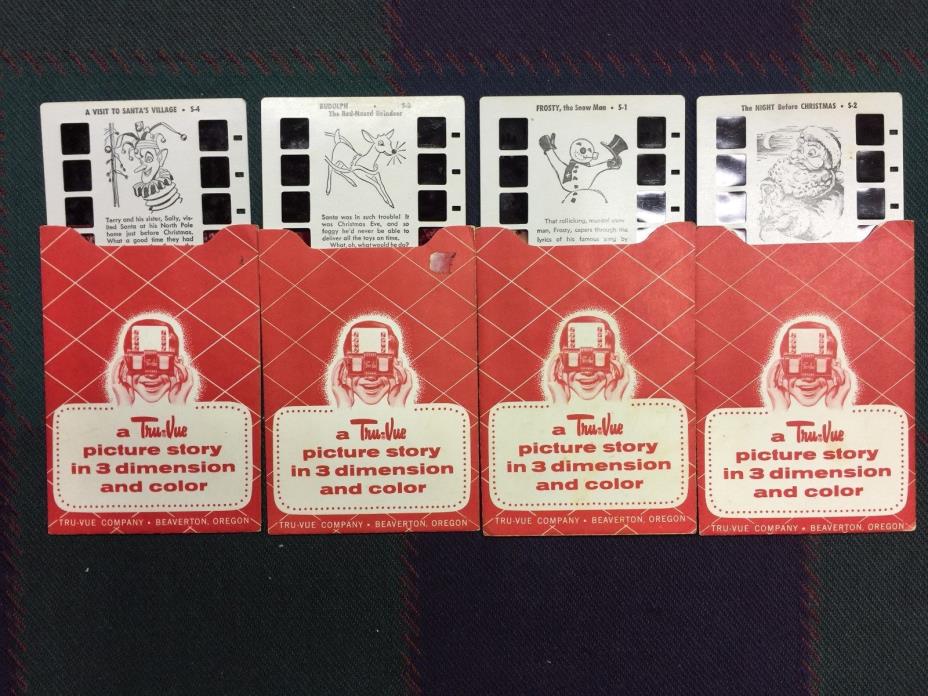 A VISIT TO SANTA'S VILLAGE • S-4
Terry and his sister, Sally, vis-
ited Santa at his North Pole
home just before Christmas.
What a good time they had
a Tru-Vue
picture story
in 3 dimension
and color
TRU-VUE COMPANY • BEAVERTON, OREGON
RUDOLPH •
The Red-Nosed Reindeer
Santa was in such trouble! It
was Christmas Eve, and so
foggy he'd never be able to
deliver all the toys on time.
What, oh, what would he do?
a Tru-Vue
picture story
in 3 dimension
and color
TRU-VUE COMPANY • BEAVERTON, OREGON
FROSTY, the Snow Man • S-1
That rollicking, musical snow
man, Frosty, capers through the
lyrics of his famous song by
a Tru-Vue
picture story
in 3 dimension
and color
TRU-VUE COMPANY • BEAVERTON, OREGON
The NIGHT Before CHRISTMAS • S-2
a Tru-Vue
picture story
in 3 dimension
and color
TRU-VUE COMPANY • BEAVERTON, OREGON